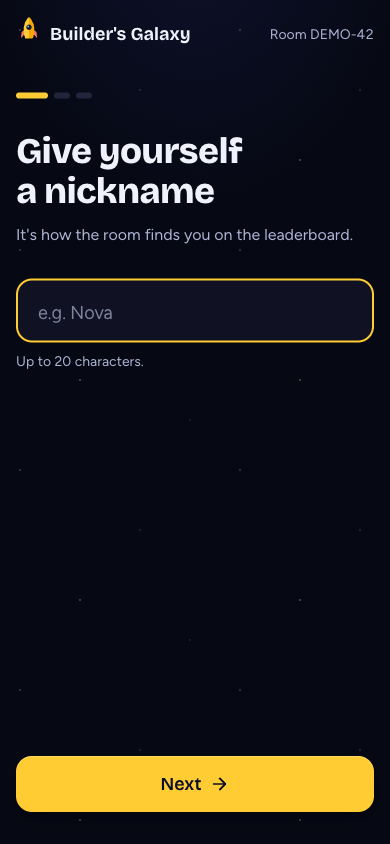 Builder's Galaxy
Room DEMO-42
Give yourself
a nickname
It's how the room finds you on the leaderboard.
e.g. Nova
Up to 20 characters.
Next →